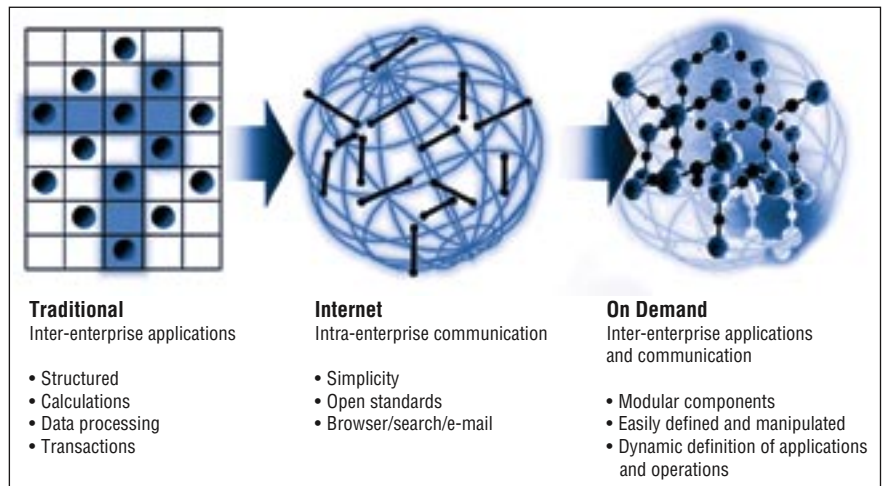 Traditional
Inter-enterprise applications
• Structured
• Calculations
• Data processing
• Transactions
Internet
Intra-enterprise communication
• Simplicity
• Open standards
• Browser/search/e-mail
On Demand
Inter-enterprise applications
and communication
• Modular components
• Easily defined and manipulated
• Dynamic definition of applications
and operations